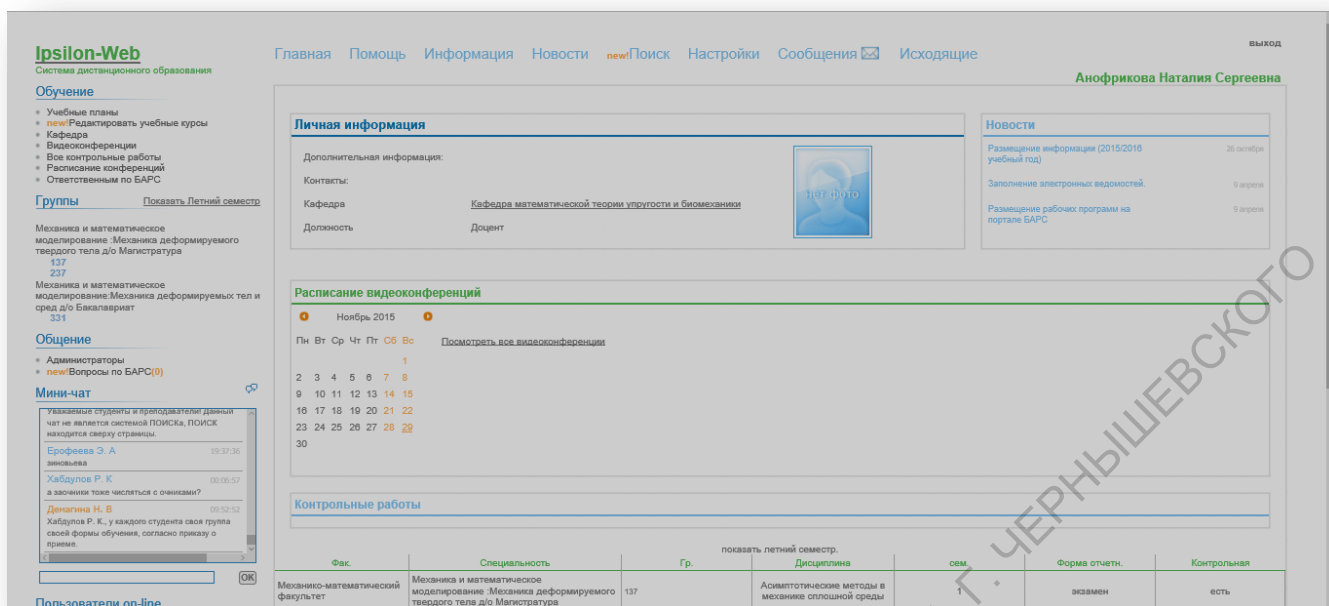 Ipsilon-Web
Система дистанционного образования
Главная Помощь Информация Новости new!Поиск Настройки Сообщения Исходящие
выход
Анофрикова Наталия Сергеевна
Обучение
Учебные планы
new!Редактировать учебные курсы
Кафедра
Видеоконференции
Все контрольные работы
Расписание конференций
Ответственным по БАРС
Группы Показать Летний семестр
Механика и математическое
моделирование :Механика деформируемого
твердого тела д/о Магистратура
137
237
Механика и математическое
моделирование:Механика деформируемых тел и
сред д/о Бакалавриат
331
Общение
Администраторы
new!Вопросы по БАРС(0)
Мини-чат
Уважаемые студенты и преподаватели! Данный
чат не является системой ПОИСКа, ПОИСК
находится сверху страницы.
Ерофеева Э. А 19:37:36
зиновьева
Хабдулов Р. К 00:06:57
а заочники тоже числяться с очниками?
Демагина Н. В 09:52:52
Хабдулов Р. К., у каждого студента своя группа
своей формы обучения, согласно приказу о
приеме.
OK
Пользователи on-line
Личная информация
Дополнительная информация:
Контакты:
Кафедра Кафедра математической теории упругости и биомеханики
Должность Доцент
нет фото
Новости
Размещение информации (2015/2016 26 октября
учебный год)
Заполнение электронных ведомостей. 9 апреля
Размещение рабочих программ на 9 апреля
портале БАРС
Расписание видеоконференций
Ноябрь 2015
Пн Вт Ср Чт Пт Сб Вс Посмотреть все видеоконференции
1
2 3 4 5 6 7 8
9 10 11 12 13 14 15
16 17 18 19 20 21 22
23 24 25 26 27 28 29
30
Контрольные работы
показать летний семестр.
Фак. Специальность Гр. Дисциплина сем. Форма отчетн. Контрольная
Механико-математический
факультет
Механика и математическое
моделирование :Механика деформируемого
твердого тела д/о Магистратура
137
Асимптотические методы в
механике сплошной среды
1
экзамен
есть
Г. ЧЕРНЫШЕВСКОГО